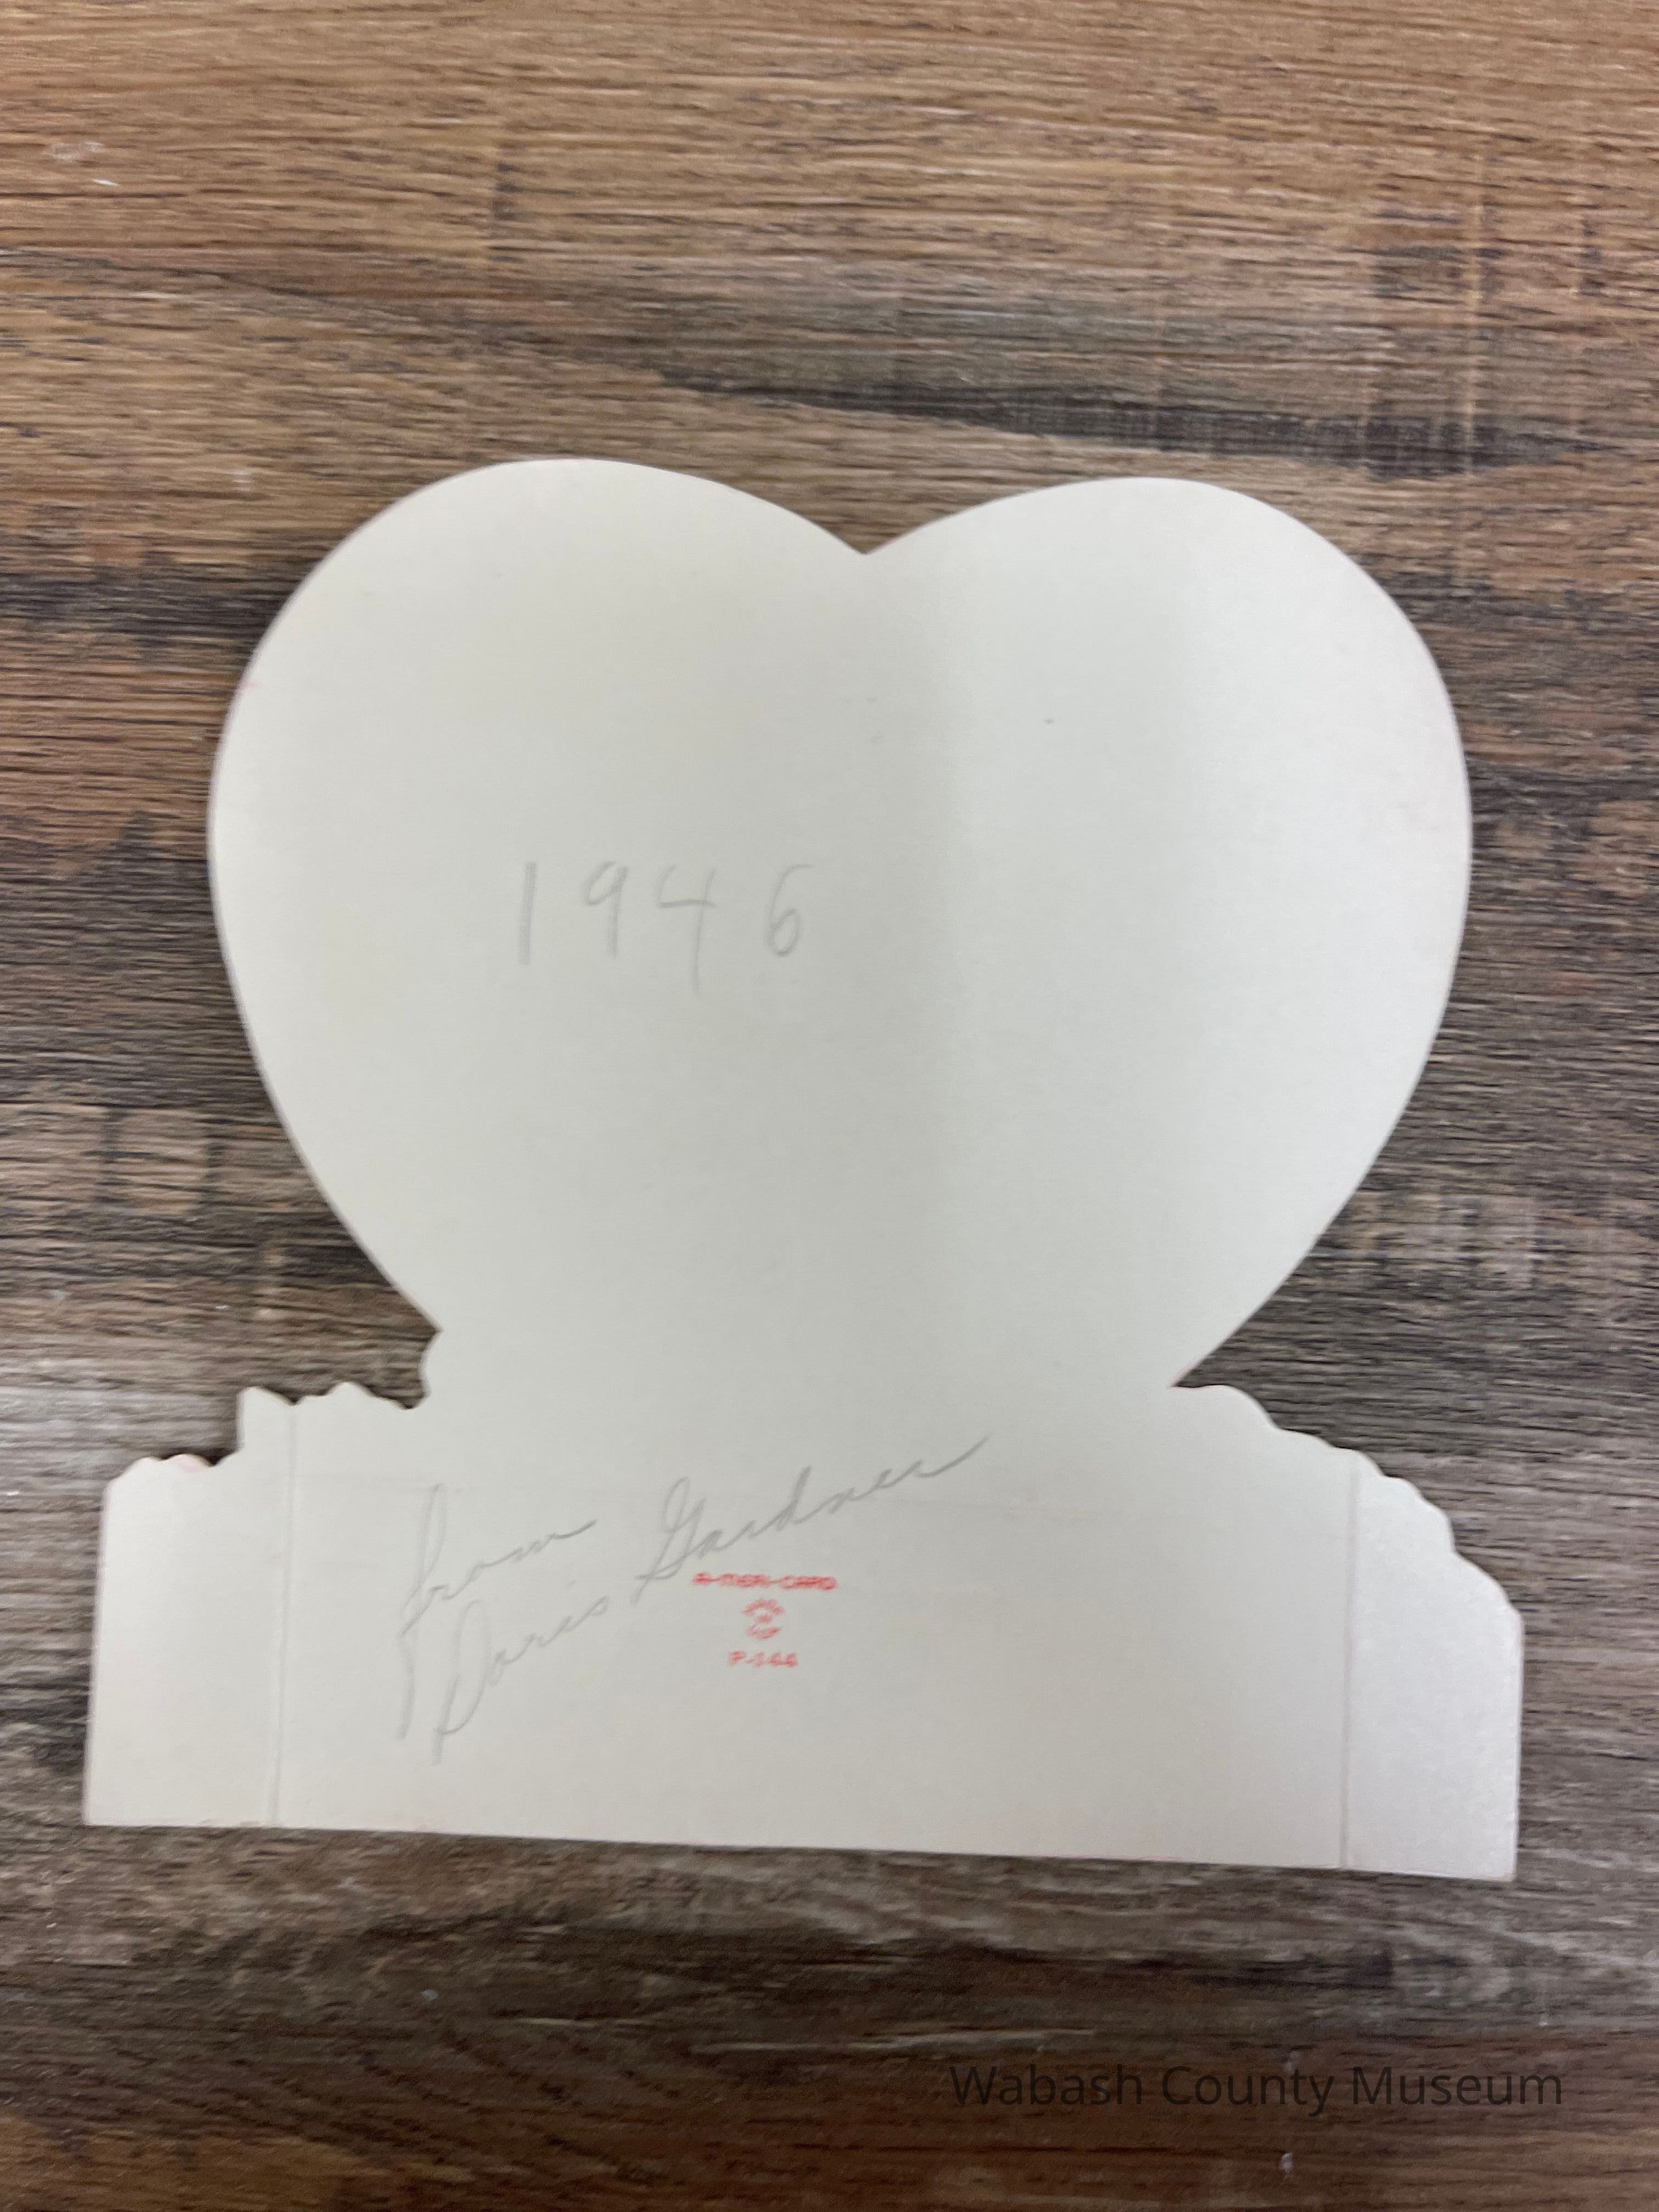 1946
from
Doris Gardner
A-MERI-CARD
P-144
Wabash County Museum